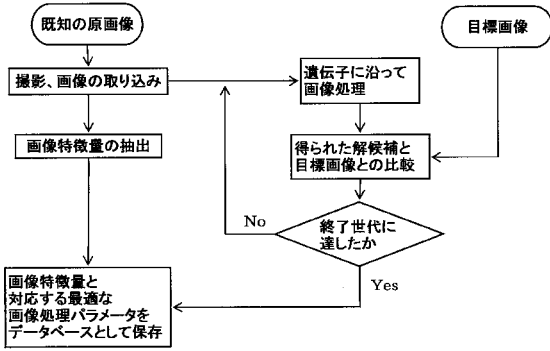 既知の原画像
目標画像
撮影、画像の取り込み
遺伝子に沿って
画像処理
画像特徴量の抽出
得られた解候補と
目標画像との比較
No
終了世代に
達したか
Yes
画像特徴量と
対応する最適な
画像処理パラメータを
データベースとして保存